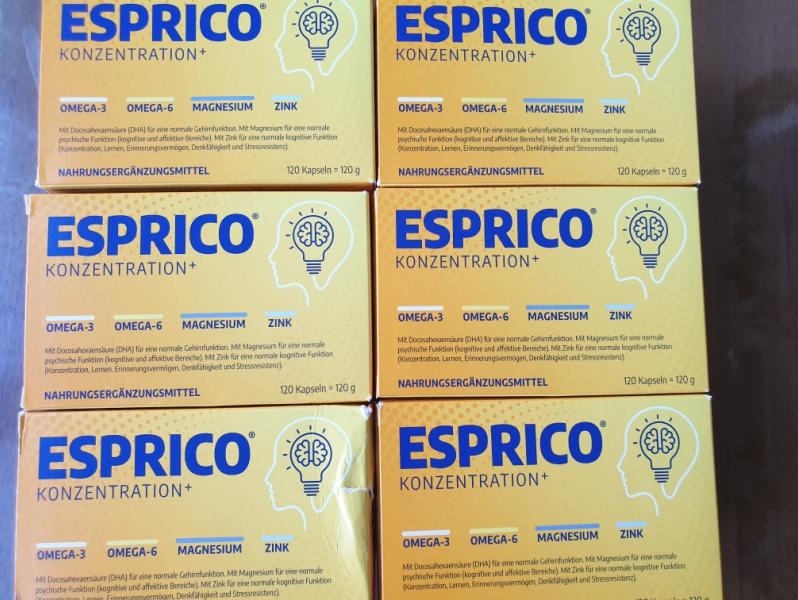 ESPRICO®
KONZENTRATION+
OMEGA-3 OMEGA-6 MAGNESIUM ZINK
Mit Docosahexaensäure (DHA) für eine normale Gehirnfunktion. Mit Magnesium für eine normale
psychische Funktion (kognitive und affektive Bereiche). Mit Zink für eine normale kognitive Funktion
(Konzentration, Lernen, Erinnerungsvermögen, Denkfähigkeit und Stressresistenz).
NAHRUNGSERGÄNZUNGSMITTEL 120 Kapseln = 120 g
ESPRICO
KONZENTRATION+
OMEGA-3 OMEGA-6 MAGNESIUM ZINK
Mit Docosahexaensäure (DHA) für eine normale Gehirnfunktion. Mit Magnesium für eine normale
psychische Funktion (kognitive und affektive Bereiche). Mit Zink für eine normale kognitive Funktion
(Konzentration, Lernen, Erinnerungsvermögen, Denkfähigkeit und Stressresistenz).
NAHRUNGSERGÄNZUNGSMITTEL 120 Kapseln = 120 g
ESPRICO®
KONZENTRATION+
OMEGA-3 OMEGA-6 MAGNESIUM ZINK
Mit Docosahexaensäure (DHA) für eine normale Gehirnfunktion. Mit Magnesium für eine normale
psychische Funktion (kognitive und affektive Bereiche). Mit Zink für eine normale kognitive Funktion
(Konzentration, Lernen, Erinnerungsvermögen, Denkfähigkeit und Stressresistenz).
NAHRUNGSERGÄNZUNGSMITTEL 120 Kapseln = 120 g
ESPRICO®
KONZENTRATION+
OMEGA-3 OMEGA-6 MAGNESIUM ZINK
Mit Docosahexaensäure (DHA) für eine normale Gehirnfunktion. Mit Magnesium für eine normale
psychische Funktion (kognitive und affektive Bereiche). Mit Zink für eine normale kognitive Funktion
(Konzentration, Lernen, Erinnerungsvermögen, Denkfähigkeit und Stressresistenz).
NAHRUNGSERGÄNZUNGSMITTEL 120 Kapseln = 120 g
ESPRICO®
KONZENTRATION+
OMEGA-3 OMEGA-6 MAGNESIUM ZINK
Mit Docosahexaensäure (DHA) für eine normale Gehirnfunktion. Mit Magnesium für eine normale
psychische Funktion (kognitive und affektive Bereiche). Mit Zink für eine normale kognitive Funktion
(Konzentration, Lernen, Erinnerungsvermögen, Denkfähigkeit und Stressresistenz).
ESPRICO®
KONZENTRATION+
OMEGA-3 OMEGA-6 MAGNESIUM ZINK
Mit Docosahexaensäure (DHA) für eine normale Gehirnfunktion. Mit Magnesium für eine normale
psychische Funktion (kognitive und affektive Bereiche). Mit Zink für eine normale kognitive Funktion
(Konzentration, Lernen, Erinnerungsvermögen, Denkfähigkeit und Stressresistenz).